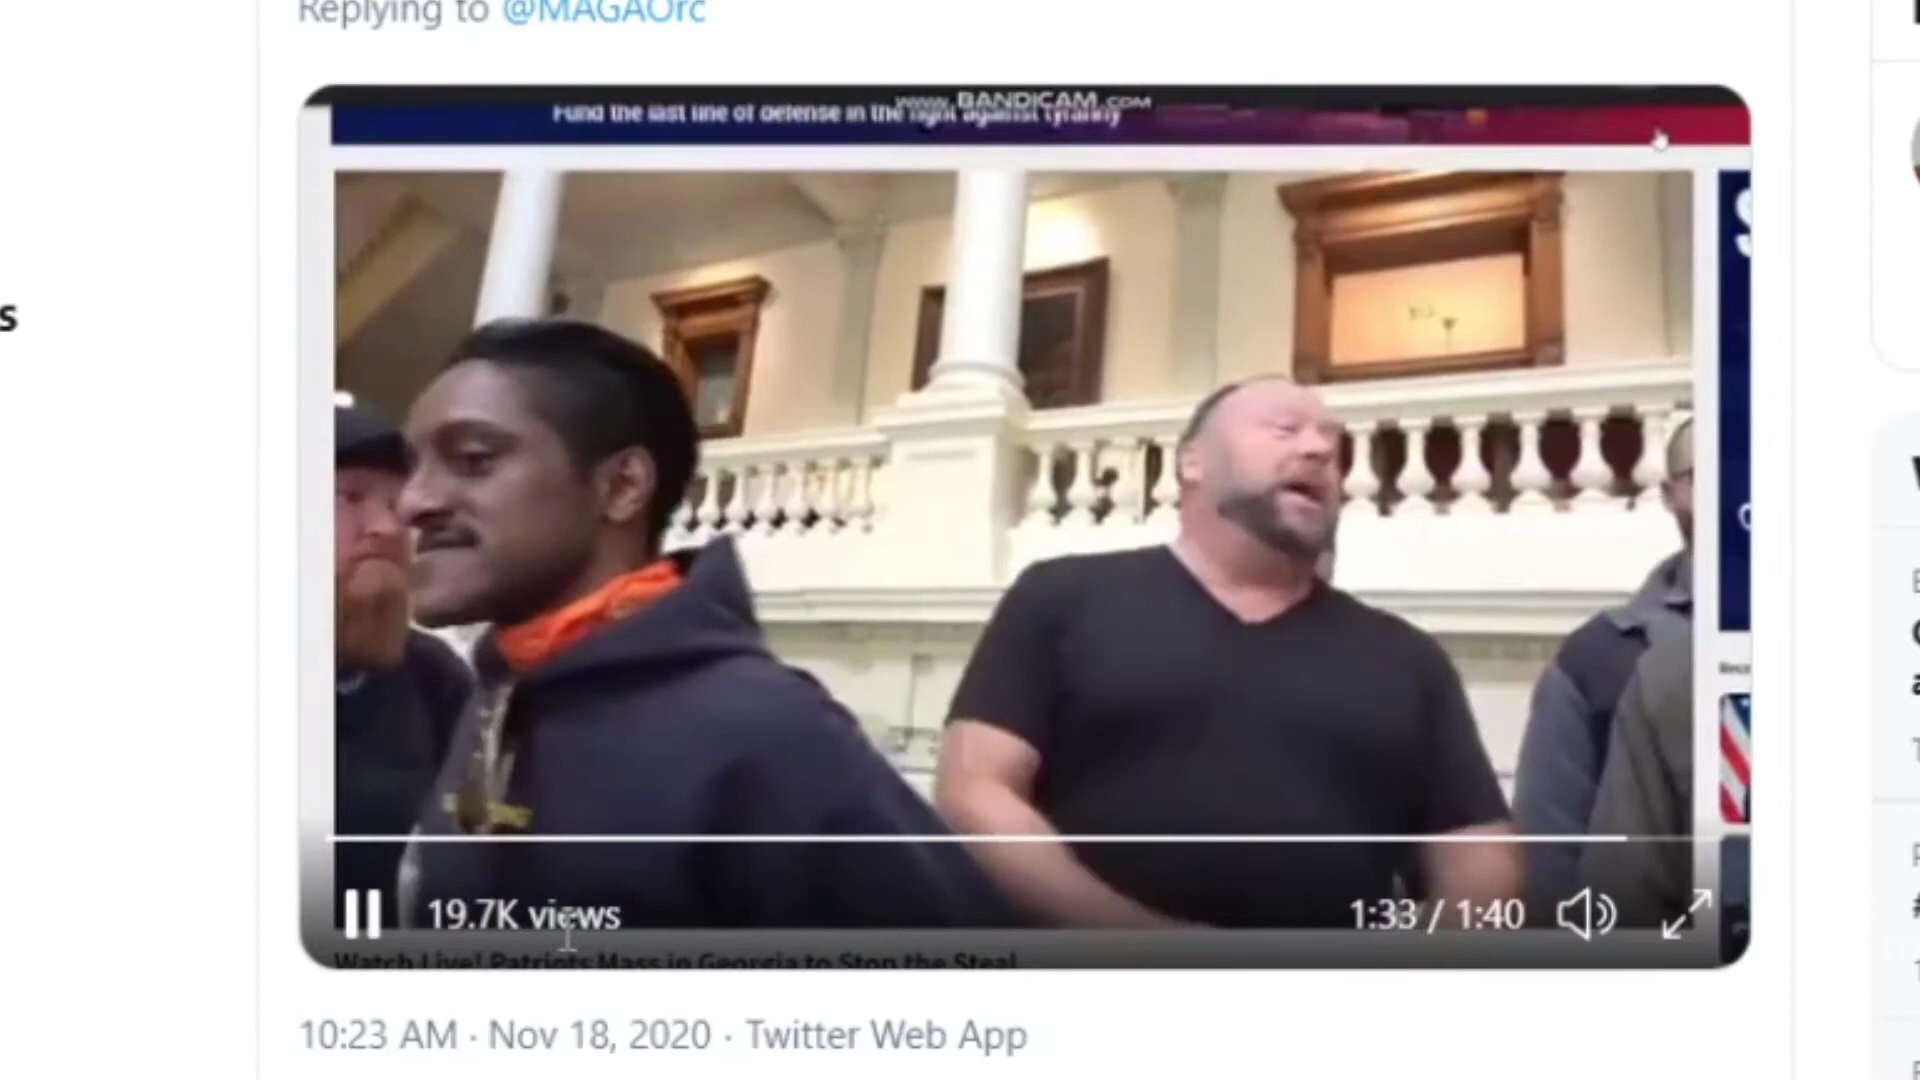 Replying to @MAGAOrc
www.BANDICAM.COM
Fund the last line of defense in the fight against tyranny
s
19.7K views
1:33 / 1:40
Watch Live! Patriots Mass in Georgia to Stop the Steal
10:23 AM · Nov 18, 2020 · Twitter Web App